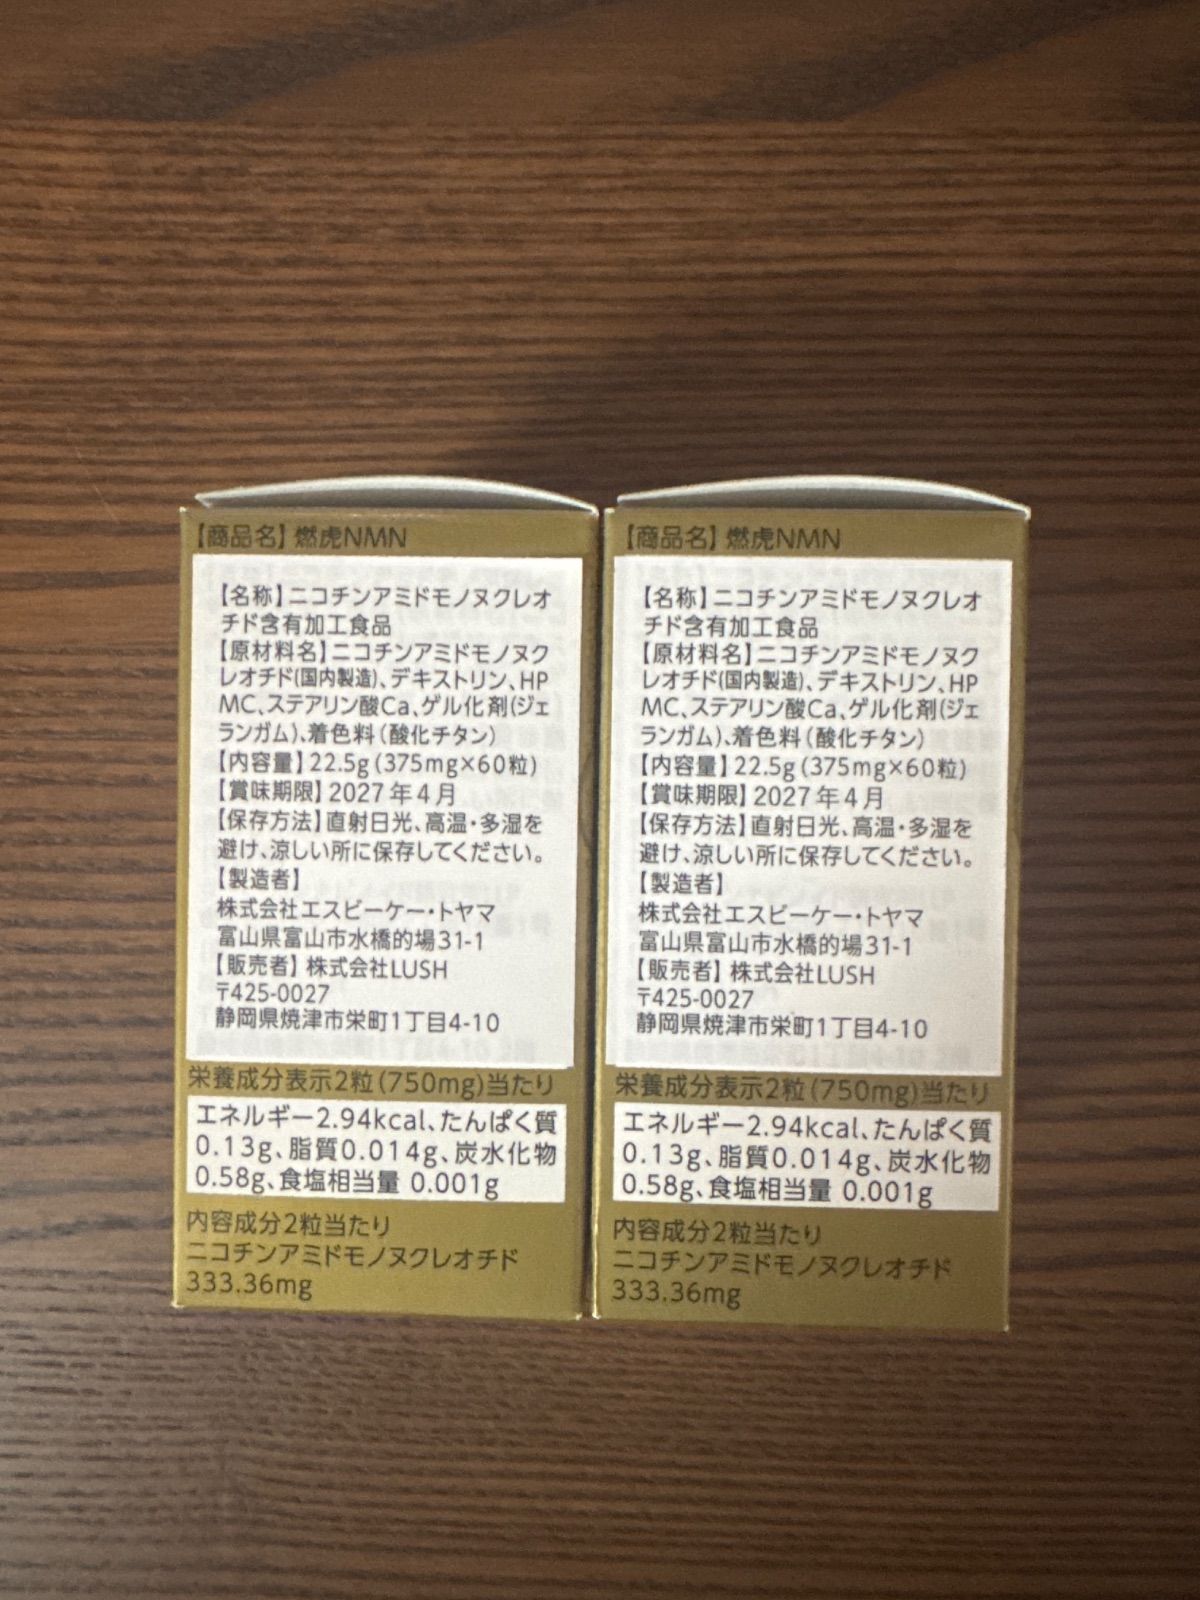 【商品名】燃虎NMN
【名称】ニコチンアミドモノヌクレオ
チド含有加工食品
【原材料名】ニコチンアミドモノヌク
レオチド(国内製造)、デキストリン、HP
MC、ステアリン酸Ca、ゲル化剤(ジェ
ランガム)、着色料(酸化チタン)
【内容量】22.5g(375mg×60粒)
【賞味期限】2027年4月
【保存方法】直射日光、高温・多湿を
避け、涼しい所に保存してください。
【製造者】
株式会社エスビーケー・トヤマ
富山県富山市水橋的場31-1
【販売者】株式会社LUSH
〒425-0027
静岡県焼津市栄町1丁目4-10
栄養成分表示2粒(750mg)当たり
エネルギー2.94kcal、たんぱく質
0.13g、脂質0.014g、炭水化物
0.58g、食塩相当量 0.001g
内容成分2粒当たり
ニコチンアミドモノヌクレオチド
333.36mg
【商品名】燃虎NMN
【名称】ニコチンアミドモノヌクレオ
チド含有加工食品
【原材料名】ニコチンアミドモノヌク
レオチド(国内製造)、デキストリン、HP
MC、ステアリン酸Ca、ゲル化剤(ジェ
ランガム)、着色料(酸化チタン)
【内容量】22.5g(375mg×60粒)
【賞味期限】2027年4月
【保存方法】直射日光、高温・多湿を
避け、涼しい所に保存してください。
【製造者】
株式会社エスビーケー・トヤマ
富山県富山市水橋的場31-1
【販売者】株式会社LUSH
〒425-0027
静岡県焼津市栄町1丁目4-10
栄養成分表示2粒(750mg)当たり
エネルギー2.94kcal、たんぱく質
0.13g、脂質0.014g、炭水化物
0.58g、食塩相当量 0.001g
内容成分2粒当たり
ニコチンアミドモノヌクレオチド
333.36mg